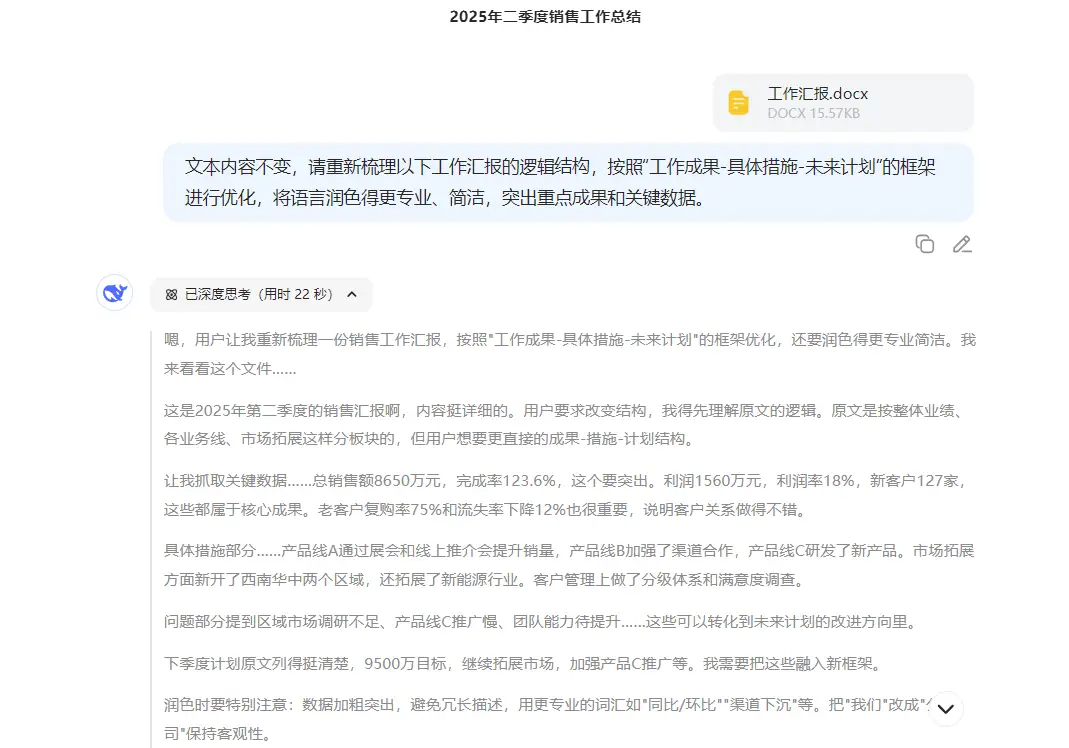 2025年二季度销售工作总结
工作汇报.docx
DOCX 15.57KB
文本内容不变，请重新梳理以下工作汇报的逻辑结构，按照“工作成果-具体措施-未来计划”的框架
进行优化，将语言润色得更专业、简洁，突出重点成果和关键数据。
已深度思考（用时 22 秒）
嗯，用户让我重新梳理一份销售工作汇报，按照"工作成果-具体措施-未来计划"的框架优化，还要润色得更专业简洁。我
来看看这个文件……
这是2025年第二季度的销售汇报啊，内容挺详细的。用户要求改变结构，我得先理解原文的逻辑。原文是按整体业绩、
各业务线、市场拓展这样分板块的，但用户想要更直接的成果-措施-计划结构。
让我抓取关键数据……总销售额8650万元，完成率123.6%，这个要突出。利润1560万元，利润率18%，新客户127家，
这些都属于核心成果。老客户复购率75%和流失率下降12%也很重要，说明客户关系做得不错。
具体措施部分……产品线A通过展会和线上推介会提升销量，产品线B加强了渠道合作，产品线C研发了新产品。市场拓展
方面新开了西南华中两个区域，还拓展了新能源行业。客户管理上做了分级体系和满意度调查。
问题部分提到区域市场调研不足、产品线C推广慢、团队能力待提升……这些可以转化到未来计划的改进方向里。
下季度计划原文列得挺清楚，9500万目标，继续拓展市场，加强产品C推广等。我需要把这些融入新框架。
润色时要特别注意：数据加粗突出，避免冗长描述，用更专业的词汇如"同比/环比""渠道下沉"等。把"我们"改成"
司"保持客观性。